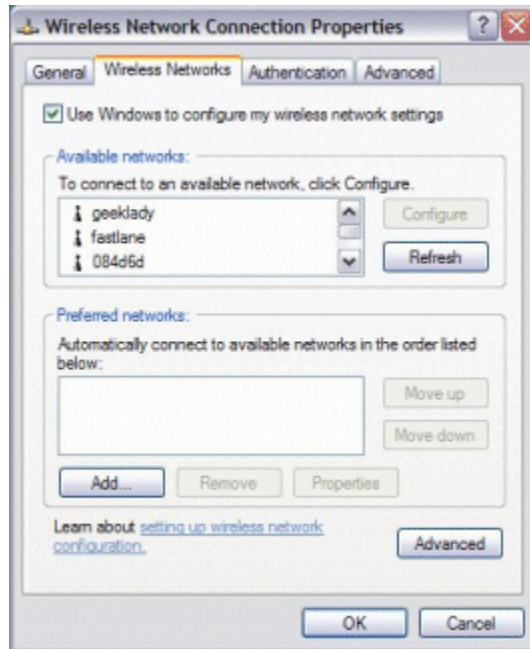 Wireless Network Connection Properties
General Wireless Networks Authentication Advanced
Use Windows to configure my wireless network settings
Available networks:
To connect to an available network, click Configure.
geeklady
fastlane
084d6d
Configure
Refresh
Preferred networks:
Automatically connect to available networks in the order listed
below:
Move up
Move down
Add... Remove Properties
Learn about setting up wireless network
configuration.
Advanced
OK Cancel